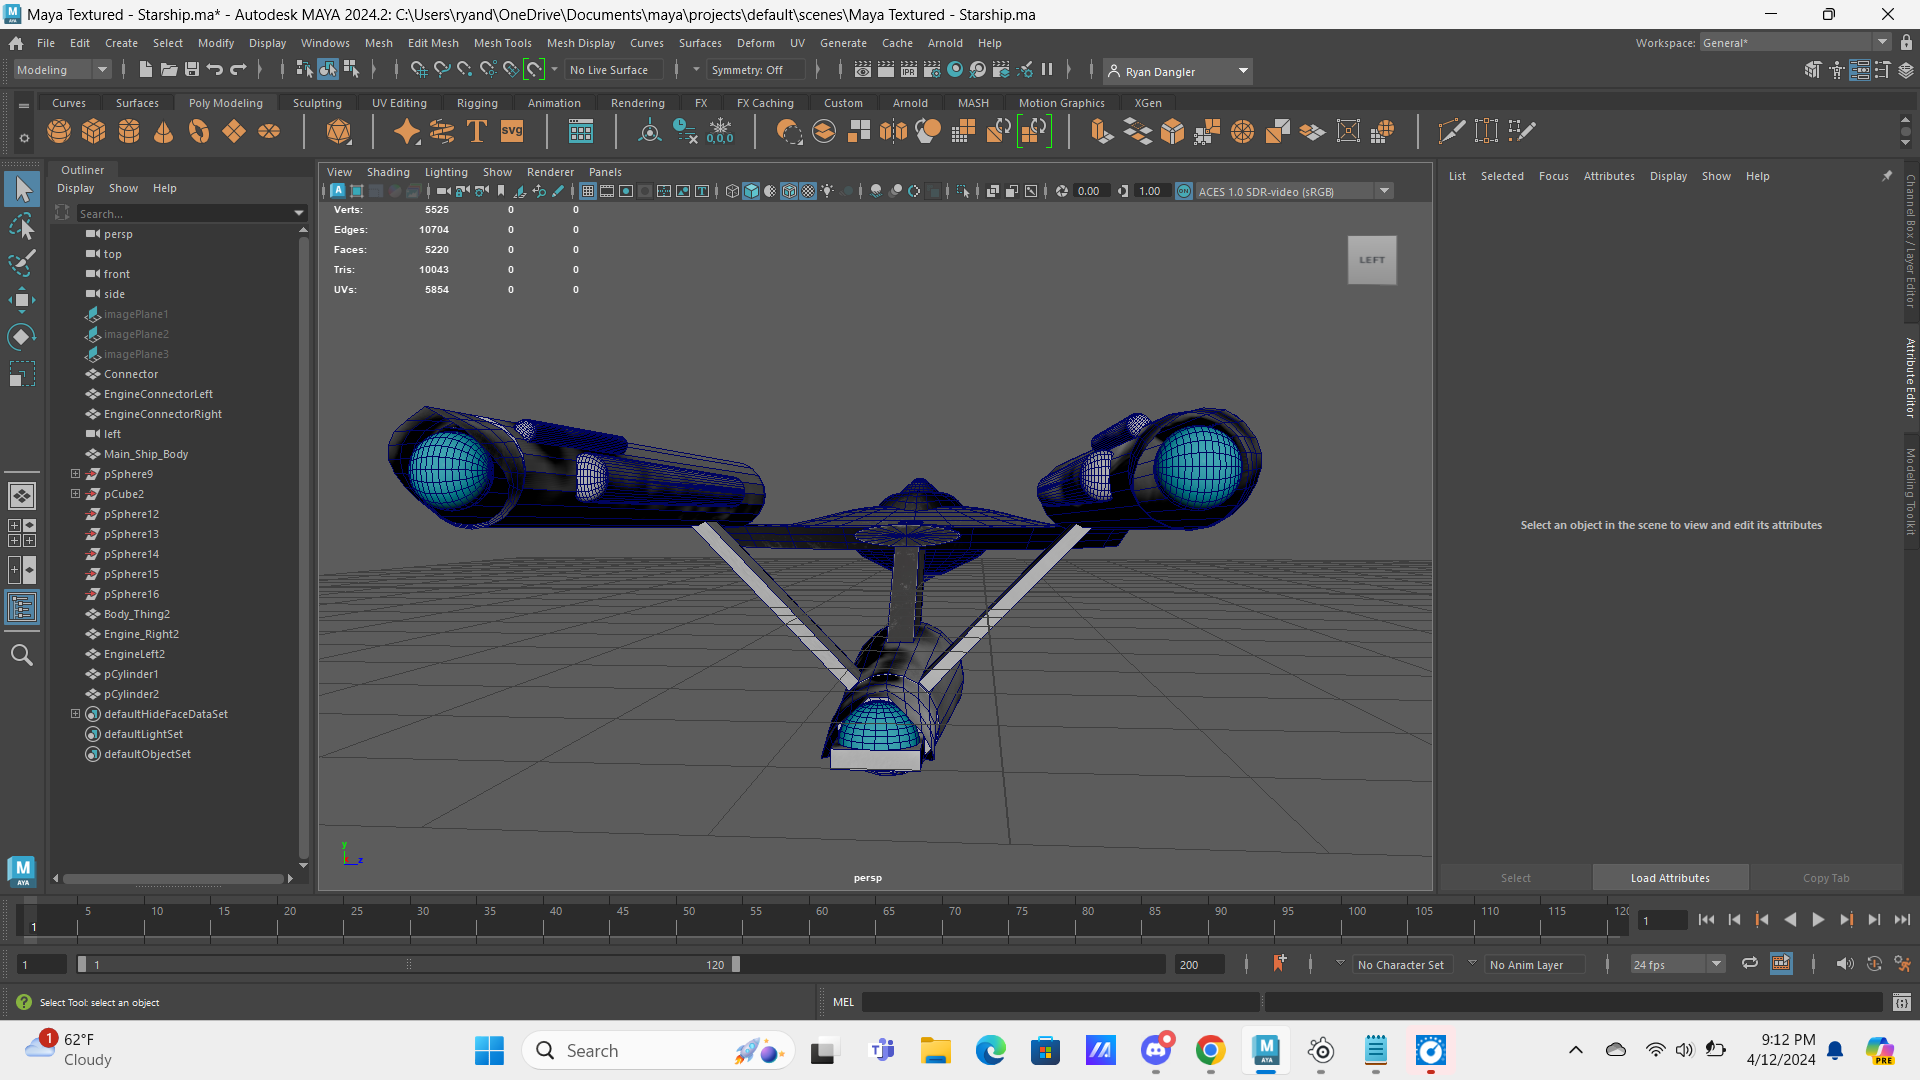 Maya Textured - Starship.ma* - Autodesk MAYA 2024.2: C:\Users\ryand\OneDrive\Documents\maya\projects\default\scenes\Maya Textured - Starship.ma
File Edit Create Select Modify Display Windows Mesh Edit Mesh Mesh Tools Mesh Display Curves Surfaces Deform UV Generate Cache Arnold Help
Workspace: General*
Modeling
No Live Surface
Symmetry: Off
IPR
Ryan Dangler
Curves Surfaces Poly Modeling Sculpting UV Editing Rigging Animation Rendering FX FX Caching Custom Arnold MASH Motion Graphics XGen
SVG
0,0,0
Outliner
Display Show Help
Search...
persp
top
front
side
imagePlane1
imagePlane2
imagePlane3
Connector
EngineConnectorLeft
EngineConnectorRight
left
Main_Ship_Body
pSphere9
pCube2
pSphere12
pSphere13
pSphere14
pSphere15
pSphere16
Body_Thing2
Engine_Right2
EngineLeft2
pCylinder1
pCylinder2
defaultHideFaceDataSet
defaultLightSet
defaultObjectSet
View Shading Lighting Show Renderer Panels
0.00
1.00
ON
ACES 1.0 SDR-video (sRGB)
Verts: 5525 0 0
Edges: 10704 0 0
Faces: 5220 0 0
Tris: 10043 0 0
UVs: 5854 0 0
LEFT
y
z
persp
List Selected Focus Attributes Display Show Help
Select an object in the scene to view and edit its attributes
Select
Load Attributes
Copy Tab
Channel Box / Layer Editor
Attribute Editor
Modeling Toolkit
M
AYA
1 5 10 15 20 25 30 35 40 45 50 55 60 65 70 75 80 85 90 95 100 105 110 115 120
1
1
1
120
200
No Character Set
No Anim Layer
24 fps
Select Tool: select an object
MEL
1
62°F
Cloudy
Search
M
AYA
9:12 PM
4/12/2024
PRE